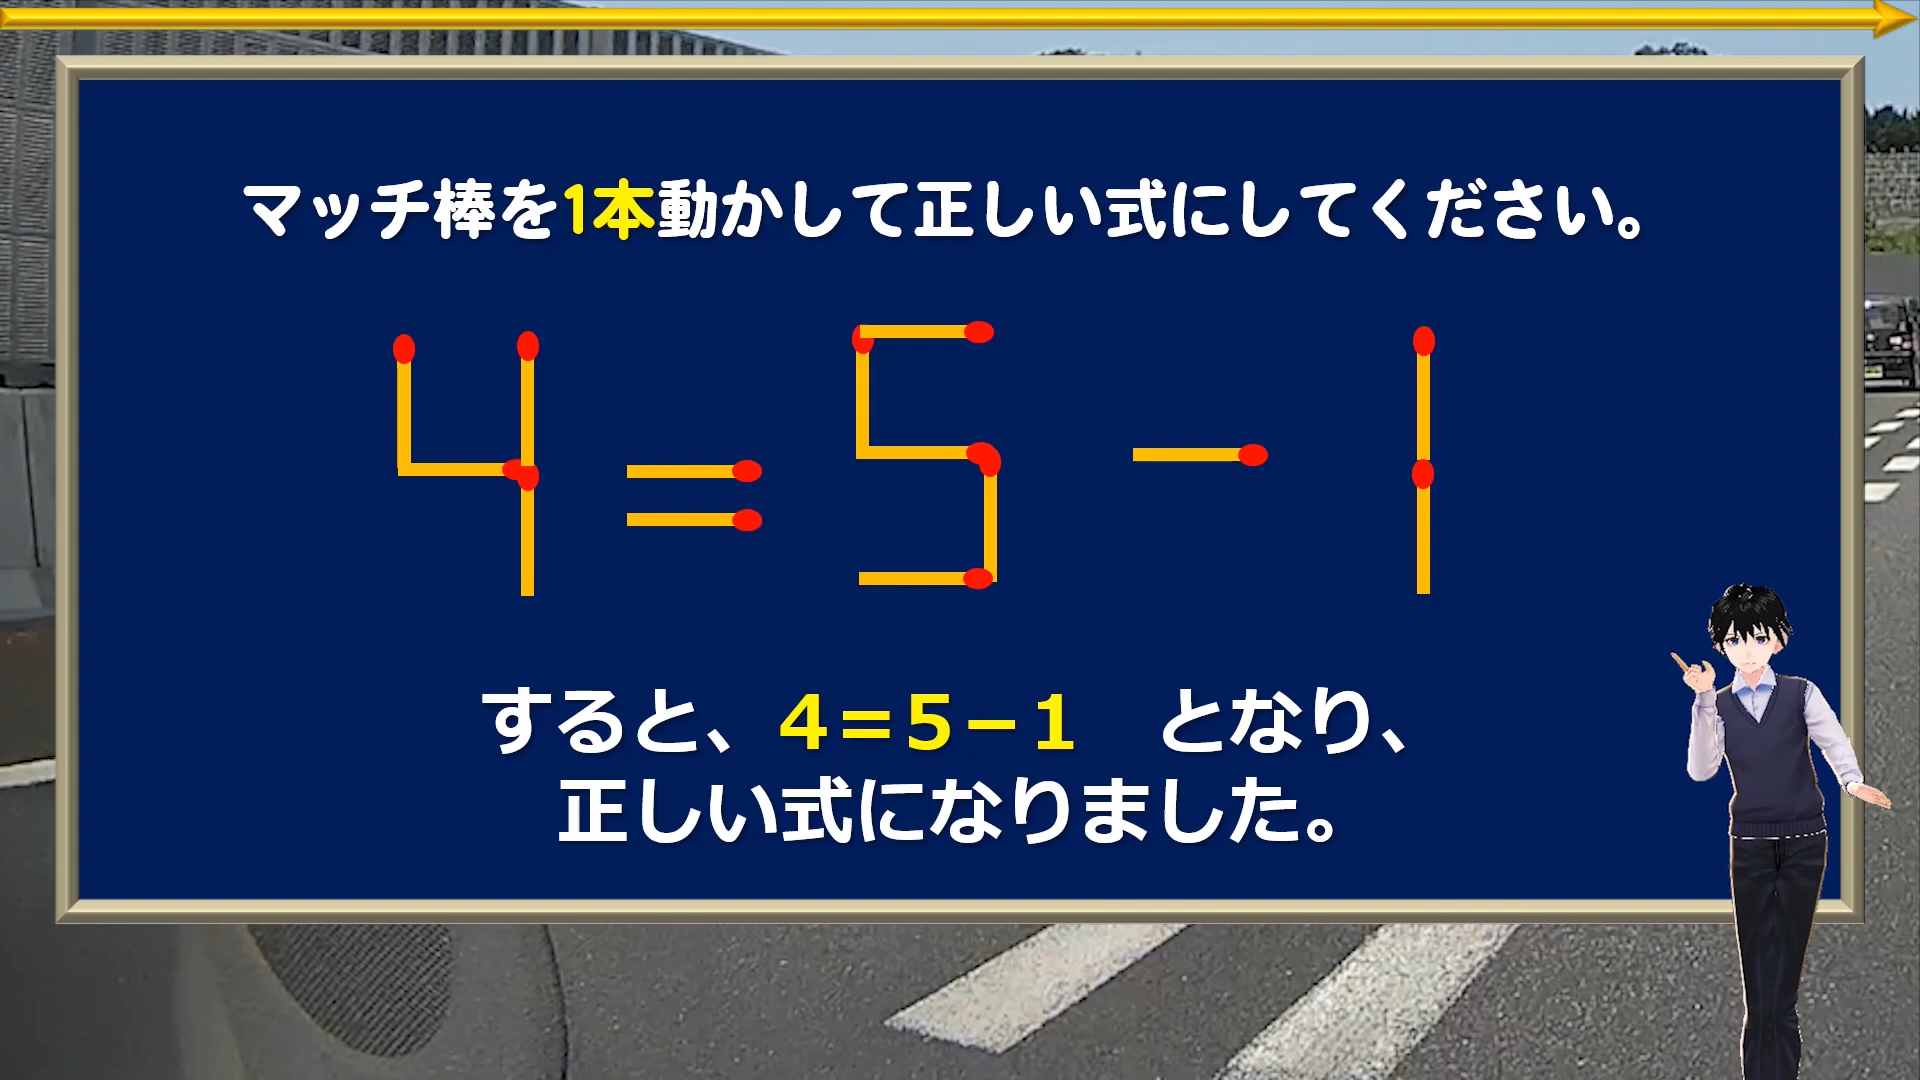 マッチ棒を1本動かして正しい式にしてください。
4=5-1
すると、4＝5－1　となり、
正しい式になりました。